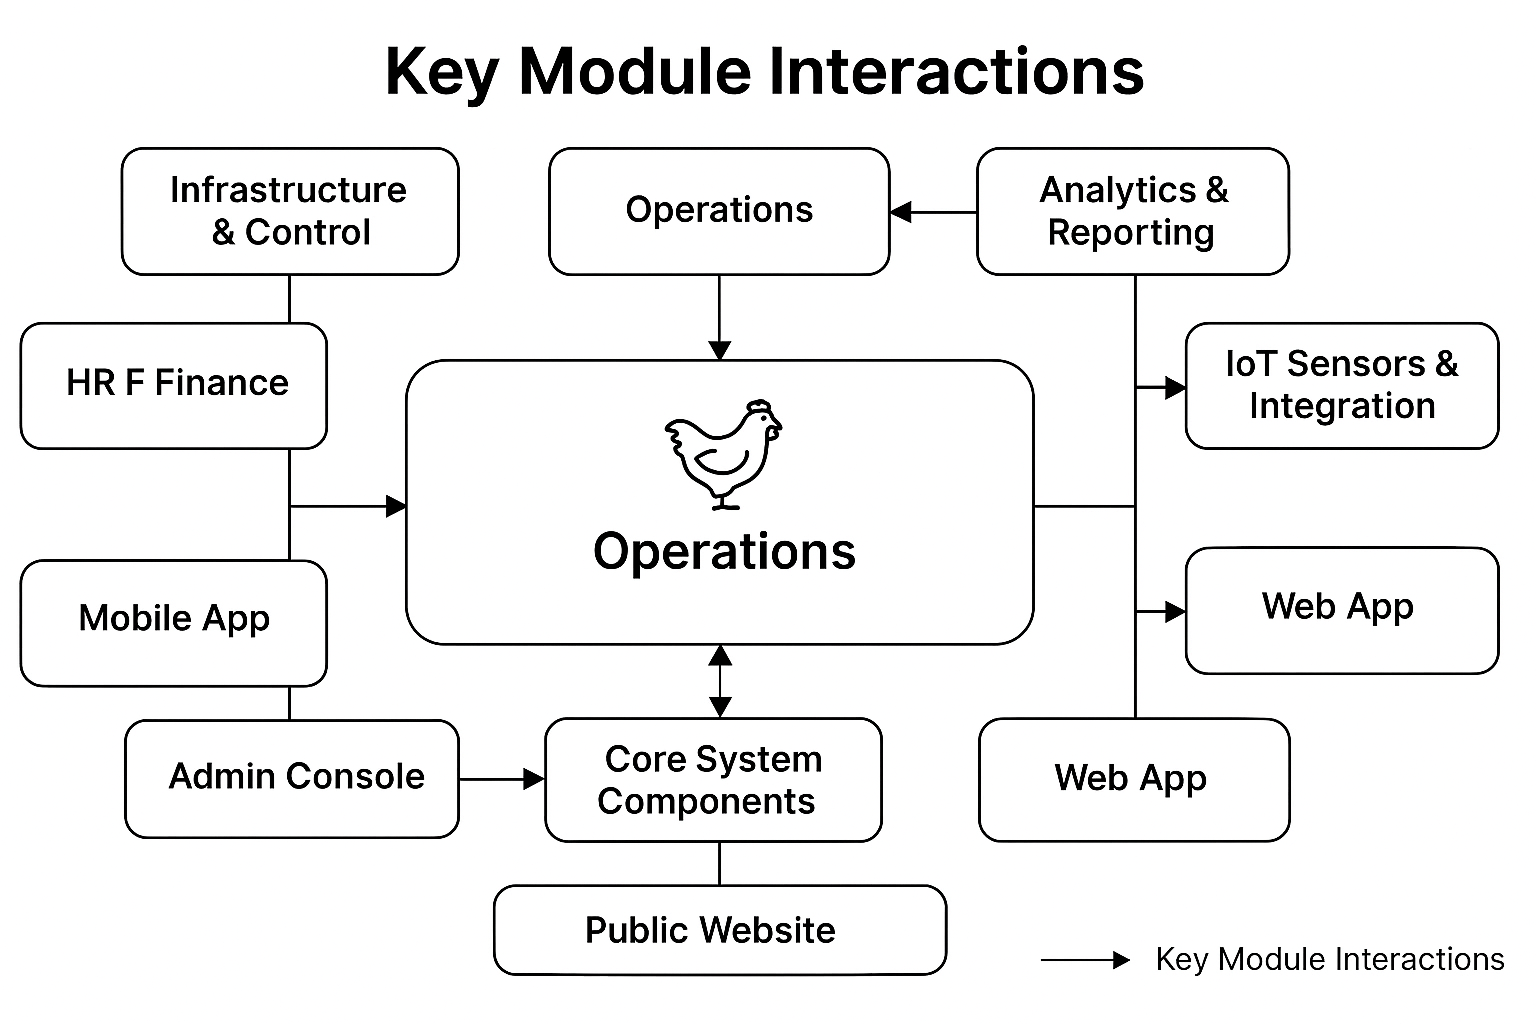 Key Module Interactions
Infrastructure
& Control
Operations
Analytics &
Reporting
HR F Finance
IoT Sensors &
Integration
Operations
Mobile App
Web App
Admin Console
Core System
Components
Web App
Public Website
Key Module Interactions